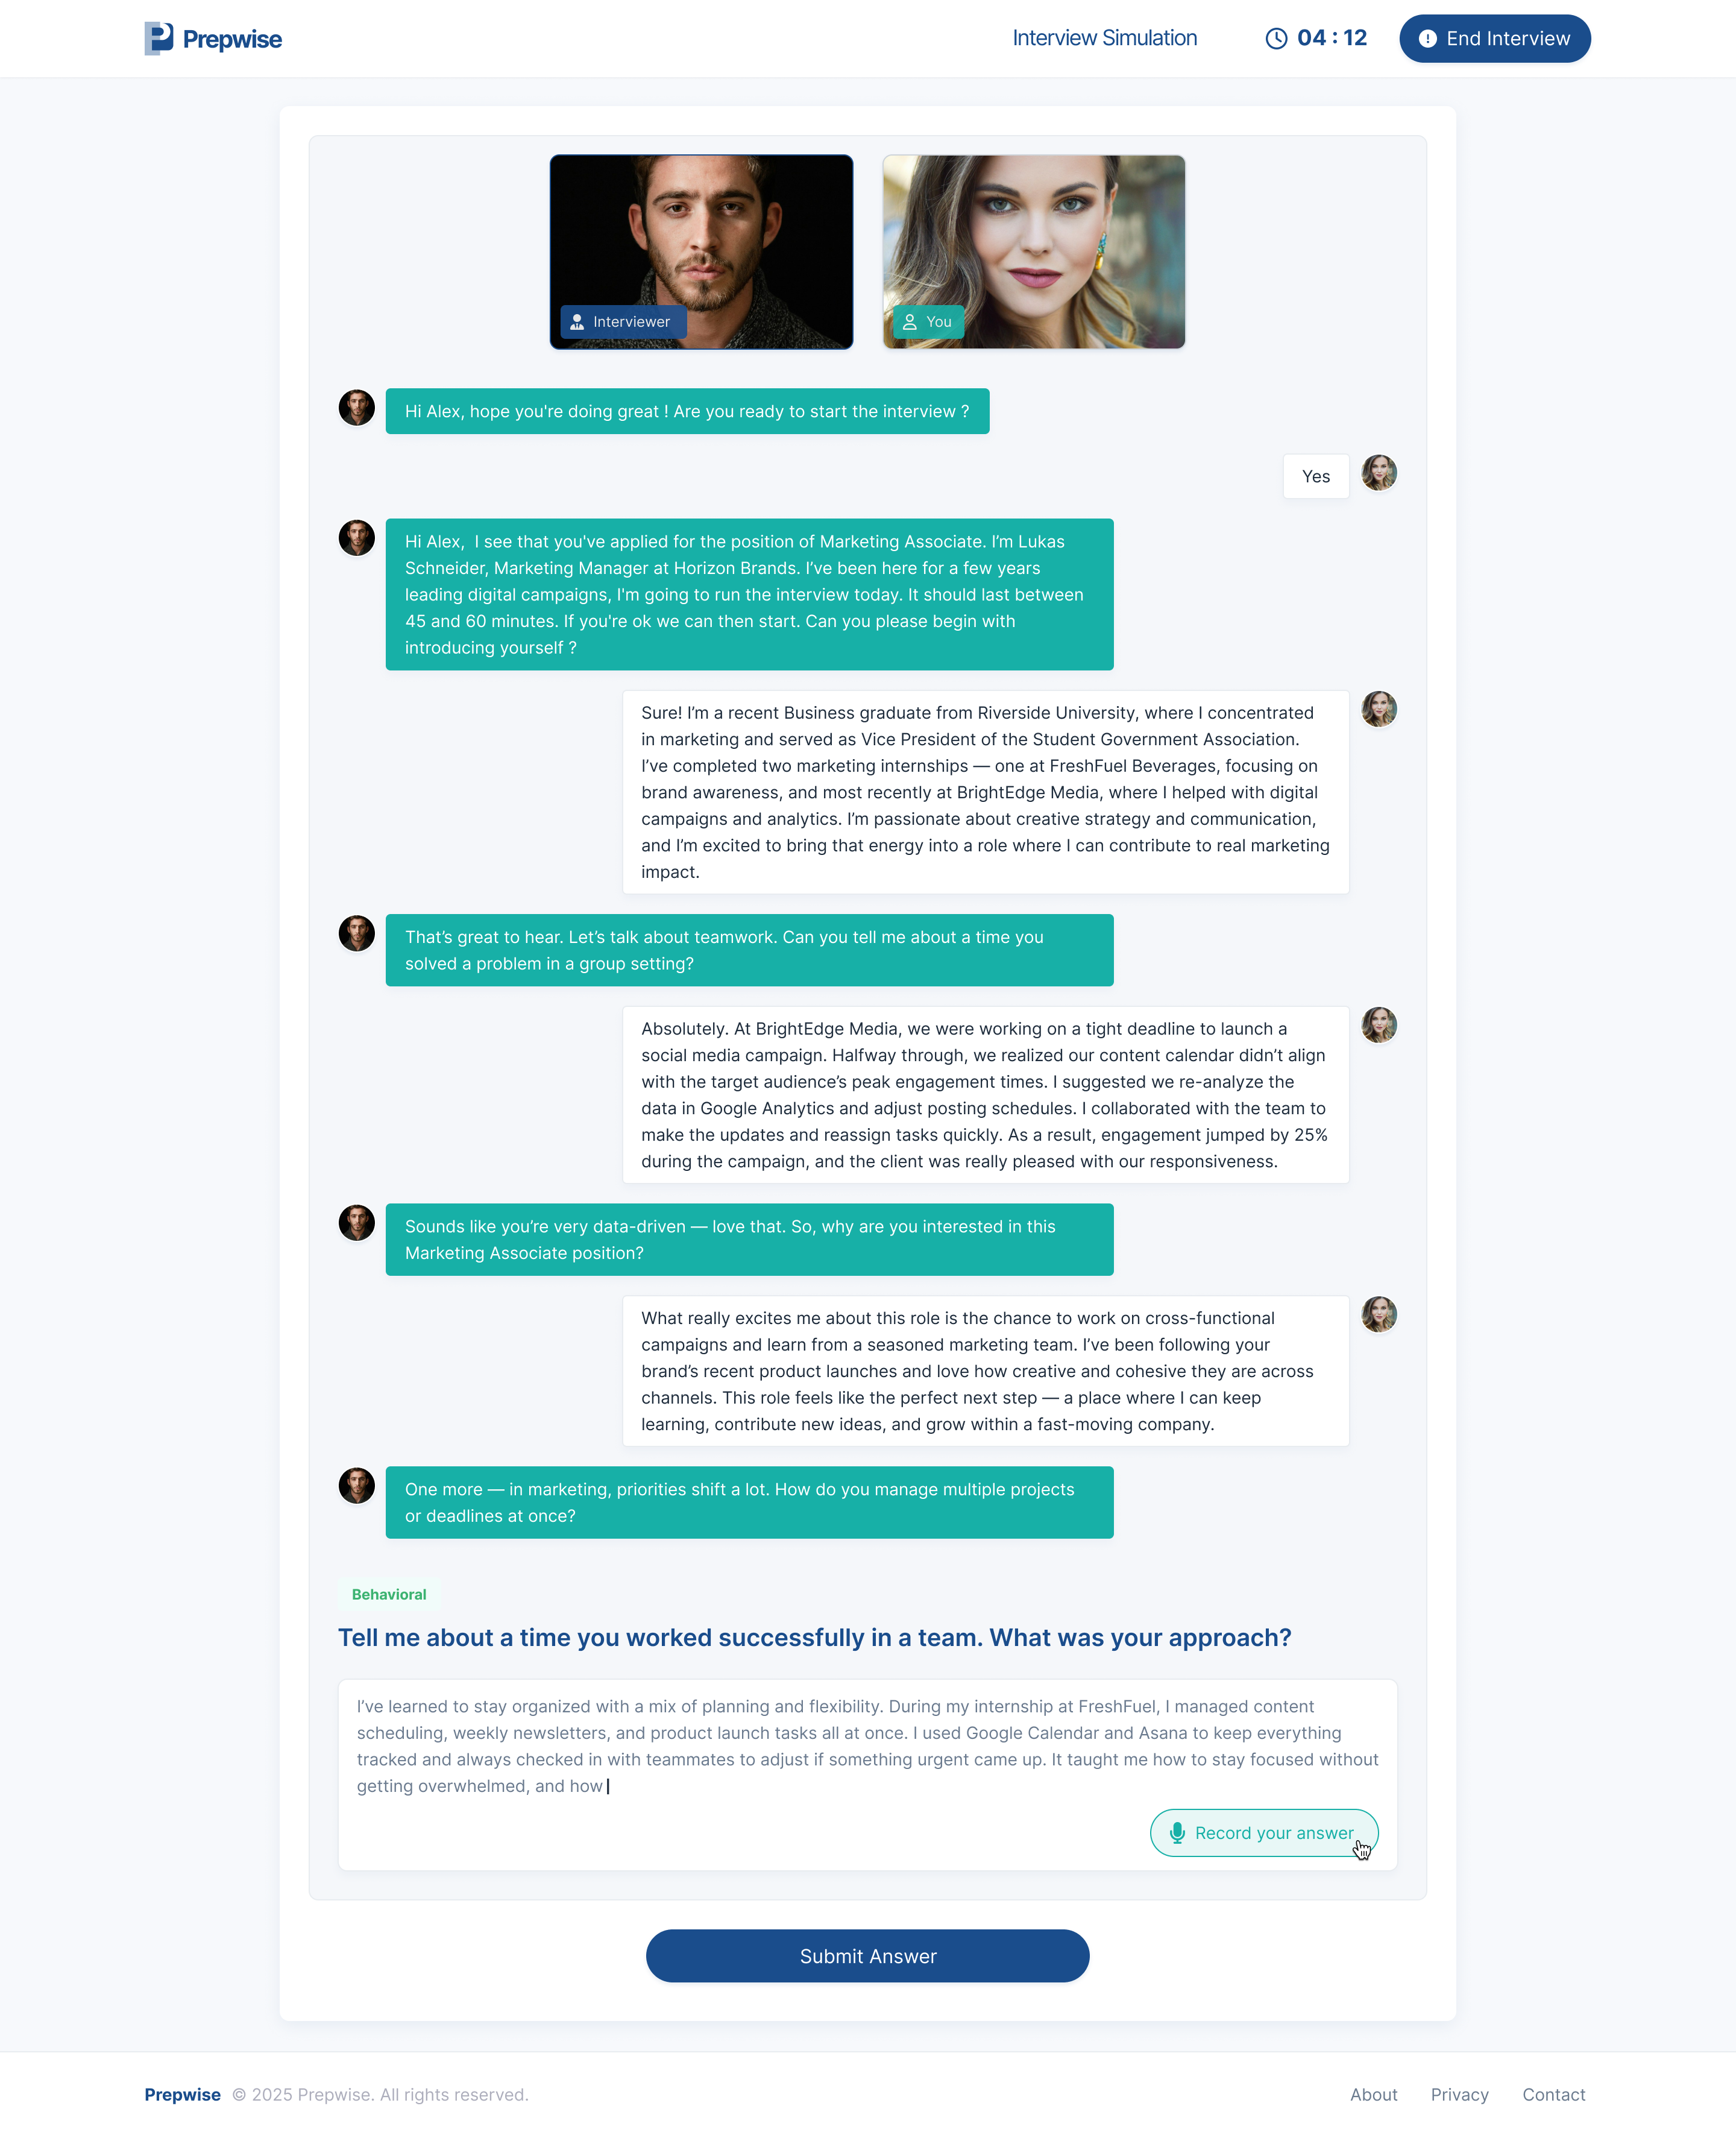 Prepwise
Interview Simulation
04 : 12
End Interview
Interviewer
You
Hi Alex, hope you're doing great ! Are you ready to start the interview ?
Yes
Hi Alex,  I see that you've applied for the position of Marketing Associate. I’m Lukas
Schneider, Marketing Manager at Horizon Brands. I’ve been here for a few years
leading digital campaigns, I'm going to run the interview today. It should last between
45 and 60 minutes. If you're ok we can then start. Can you please begin with
introducing yourself ?
Sure! I’m a recent Business graduate from Riverside University, where I concentrated
in marketing and served as Vice President of the Student Government Association.
I’ve completed two marketing internships — one at FreshFuel Beverages, focusing on
brand awareness, and most recently at BrightEdge Media, where I helped with digital
campaigns and analytics. I’m passionate about creative strategy and communication,
and I’m excited to bring that energy into a role where I can contribute to real marketing
impact.
That’s great to hear. Let’s talk about teamwork. Can you tell me about a time you
solved a problem in a group setting?
Absolutely. At BrightEdge Media, we were working on a tight deadline to launch a
social media campaign. Halfway through, we realized our content calendar didn’t align
with the target audience’s peak engagement times. I suggested we re-analyze the
data in Google Analytics and adjust posting schedules. I collaborated with the team to
make the updates and reassign tasks quickly. As a result, engagement jumped by 25%
during the campaign, and the client was really pleased with our responsiveness.
Sounds like you’re very data-driven — love that. So, why are you interested in this
Marketing Associate position?
What really excites me about this role is the chance to work on cross-functional
campaigns and learn from a seasoned marketing team. I’ve been following your
brand’s recent product launches and love how creative and cohesive they are across
channels. This role feels like the perfect next step — a place where I can keep
learning, contribute new ideas, and grow within a fast-moving company.
One more — in marketing, priorities shift a lot. How do you manage multiple projects
or deadlines at once?
Behavioral
Tell me about a time you worked successfully in a team. What was your approach?
I’ve learned to stay organized with a mix of planning and flexibility. During my internship at FreshFuel, I managed content
scheduling, weekly newsletters, and product launch tasks all at once. I used Google Calendar and Asana to keep everything
tracked and always checked in with teammates to adjust if something urgent came up. It taught me how to stay focused without
getting overwhelmed, and how
Record your answer
Submit Answer
Prepwise © 2025 Prepwise. All rights reserved.
About Privacy Contact